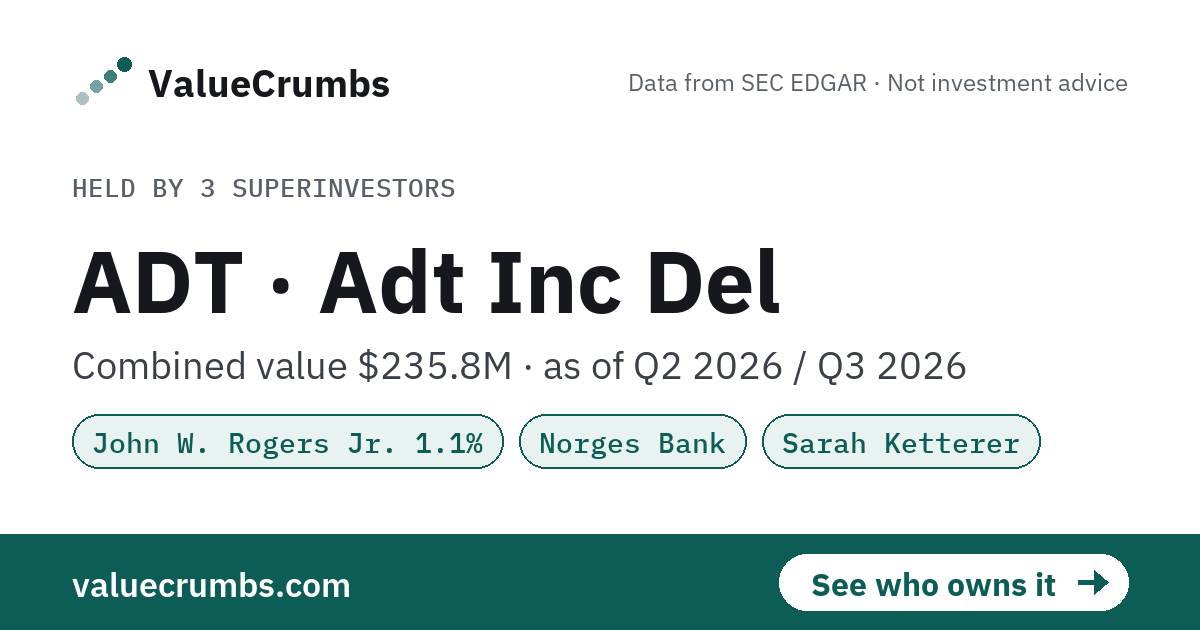 ValueCrumbs
Data from SEC EDGAR · Not investment advice
HELD BY 3 SUPERINVESTORS
ADT · Adt Inc Del
Combined value $235.8M · as of Q2 2026 / Q3 2026
John W. Rogers Jr. 1.1% Norges Bank Sarah Ketterer
valuecrumbs.com
See who owns it →